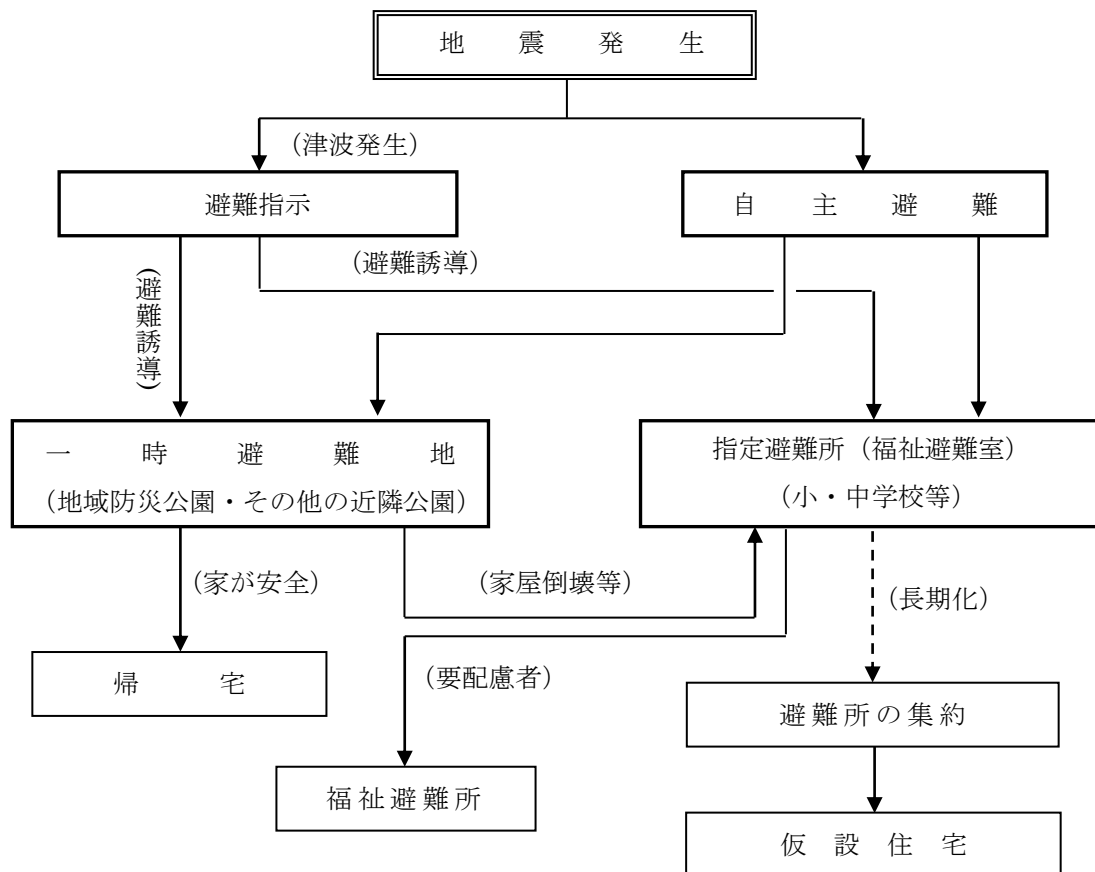 地震発生
(津波発生)
避難指示
自主避難
(避難誘導)
(避難誘導)
一時避難地
(地域防災公園・その他の近隣公園)
指定避難所(福祉避難室)
(小・中学校等)
(家が安全)
(家屋倒壊等)
(長期化)
帰宅
(要配慮者)
避難所の集約
福祉避難所
仮設住宅